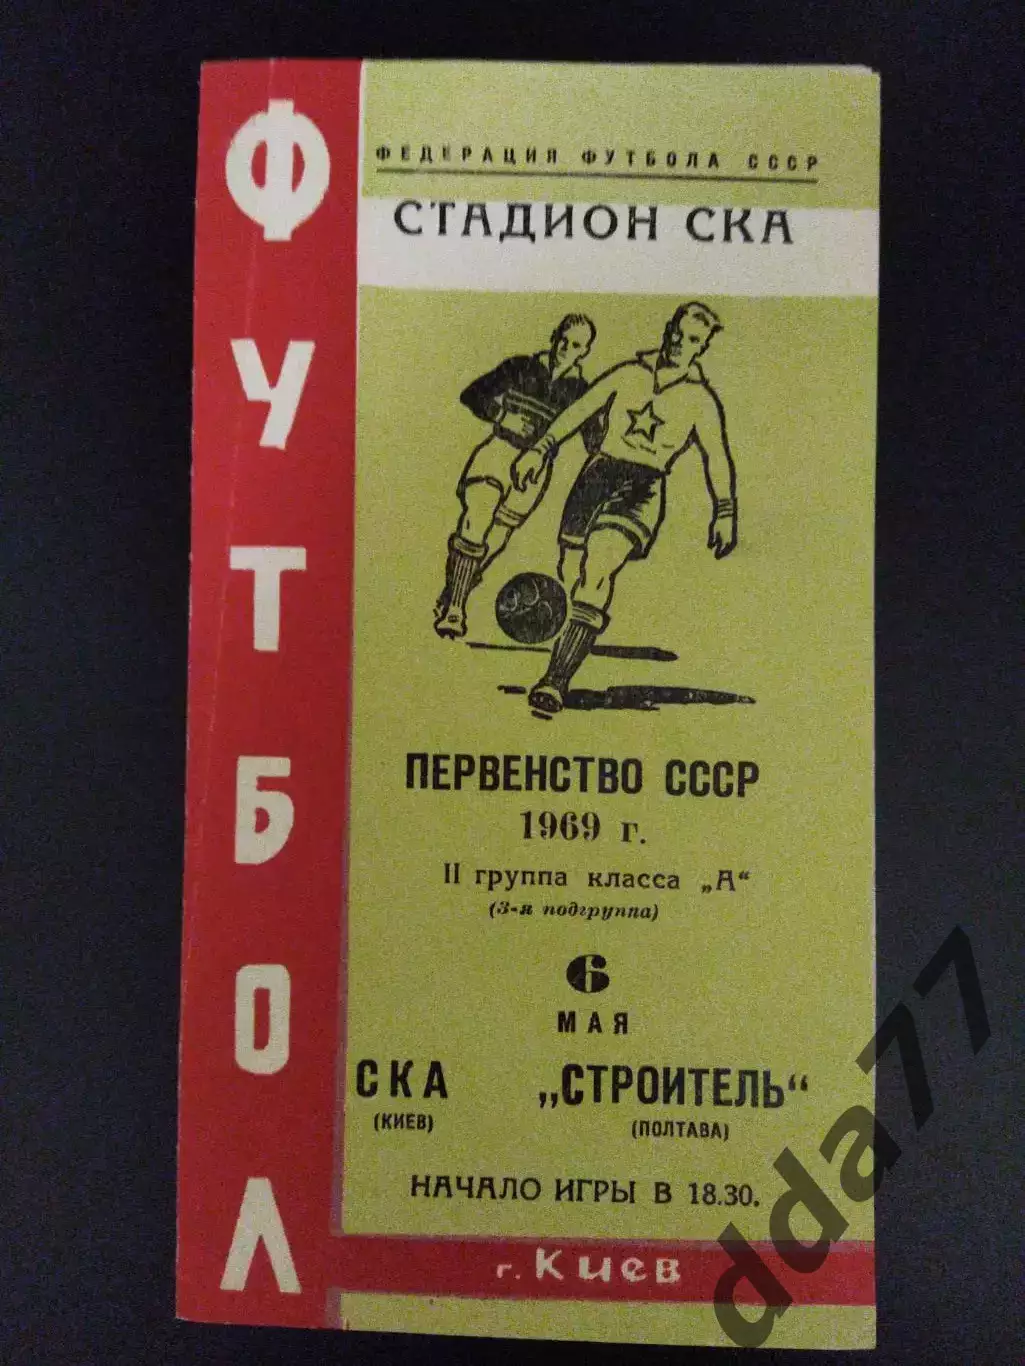 ФУТБОЛ
ФЕДЕРАЦИЯ ФУТБОЛА СССР
СТАДИОН СКА
ПЕРВЕНСТВО СССР
1969 г.
II группа класса „А“
(3-я подгруппа)
6
МАЯ
СКА „СТРОИТЕЛЬ“
(КИЕВ) (ПОЛТАВА)
НАЧАЛО ИГРЫ В 18.30.
г. Киев
dda77